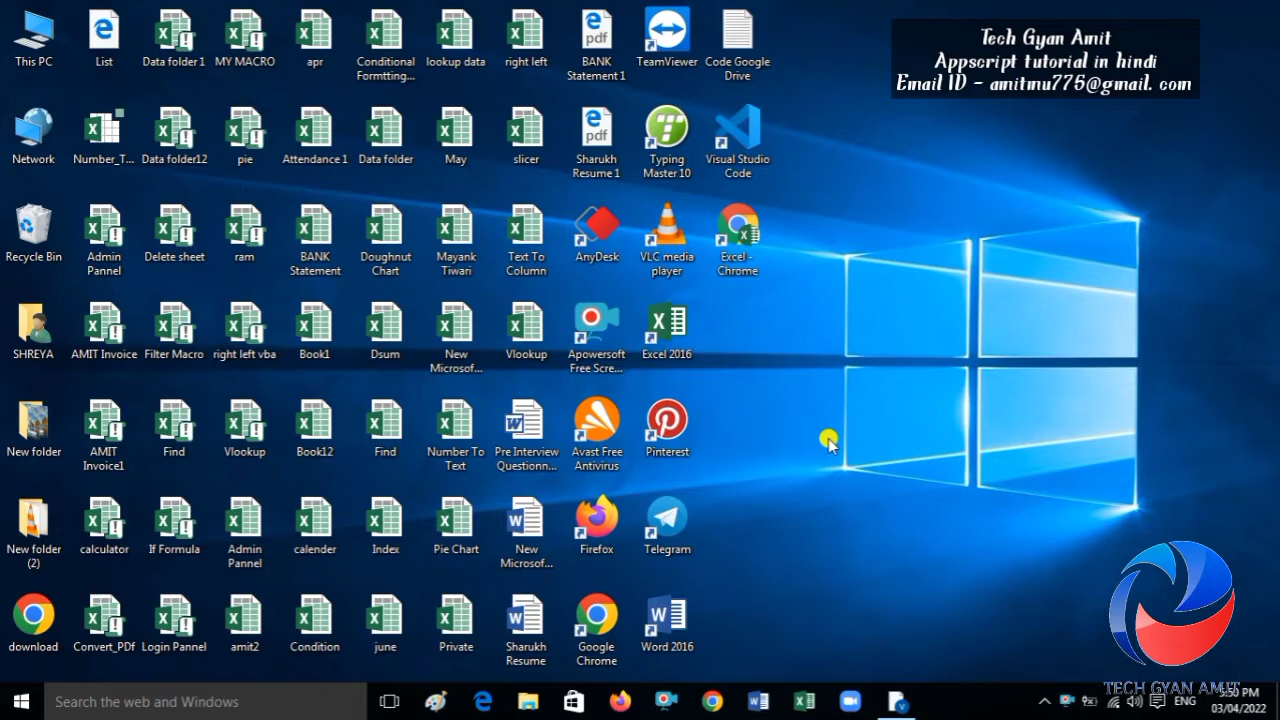 This PC
List
Data folder1
MY MACRO
apr
Conditional
Formtting...
lookup data
right left
BANK
Statement 1
TeamViewer
Code Google
Drive
Tech Gyan Amit
Appscript tutorial in hindi
Email ID - amitmu775@gmail. com
Network
Number_T...
Data folder12
pie
Attendance 1
Data folder
May
slicer
Sharukh
Resume 1
Typing
Master 10
Visual Studio
Code
Recycle Bin
Admin
Pannel
Delete sheet
ram
BANK
Statement
Doughnut
Chart
Mayank
Tiwari
Text To
Column
AnyDesk
VLC media
player
Excel -
Chrome
SHREYA
AMIT Invoice
Filter Macro
right left vba
Book1
Dsum
New
Microsof...
Vlookup
Apowersoft
Free Scre...
Excel 2016
New folder
AMIT
Invoice1
Find
Vlookup
Book12
Find
Number To
Text
Pre Interview
Questionn...
Avast Free
Antivirus
Pinterest
New folder
(2)
calculator
If Formula
Admin
Pannel
calender
Index
Pie Chart
New
Microsof...
Firefox
Telegram
download
Convert_PDf
Login Pannel
amit2
Condition
june
Private
Sharukh
Resume
Google
Chrome
Word 2016
TECH GYAN AMIT
Search the web and Windows
ENG
5:50 PM
03/04/2022